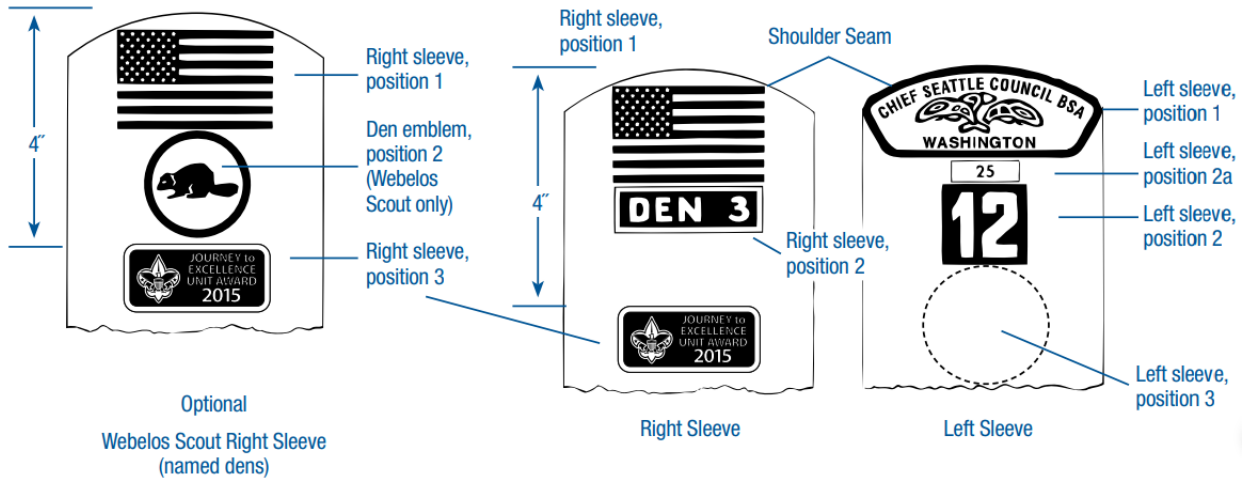 4″
Right sleeve,
position 1
Den emblem,
position 2
(Webelos
Scout only)
Right sleeve,
position 3
JOURNEY to
EXCELLENCE
UNIT AWARD
2015
Optional
Webelos Scout Right Sleeve
(named dens)
Right sleeve,
position 1
4″
DEN 3
Right sleeve,
position 2
JOURNEY to
EXCELLENCE
UNIT AWARD
2015
Right Sleeve
Shoulder Seam
CHIEF SEATTLE COUNCIL BSA
WASHINGTON
25
12
Left sleeve,
position 1
Left sleeve,
position 2a
Left sleeve,
position 2
Left sleeve,
position 3
Left Sleeve